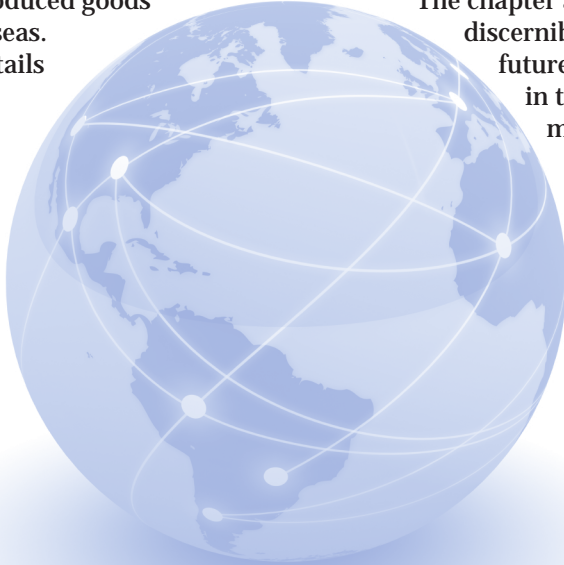 oduced goods
seas.
tails
The chapter
discernib
future
in t
m